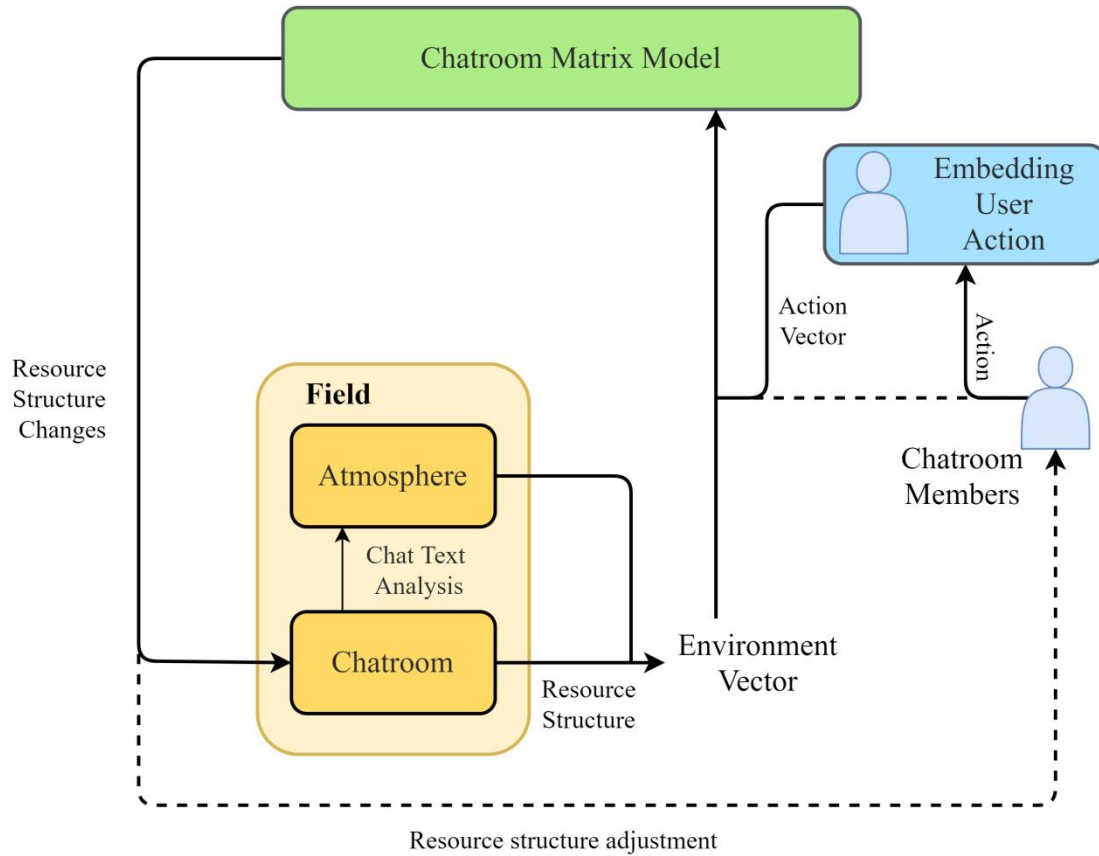 Chatroom Matrix Model
Embedding
User
Action
Action
Vector
Action
Resource
Structure
Changes
Field
Atmosphere
Chat Text
Analysis
Chatroom
Resource
Structure
Environment
Vector
Chatroom
Members
Resource structure adjustment